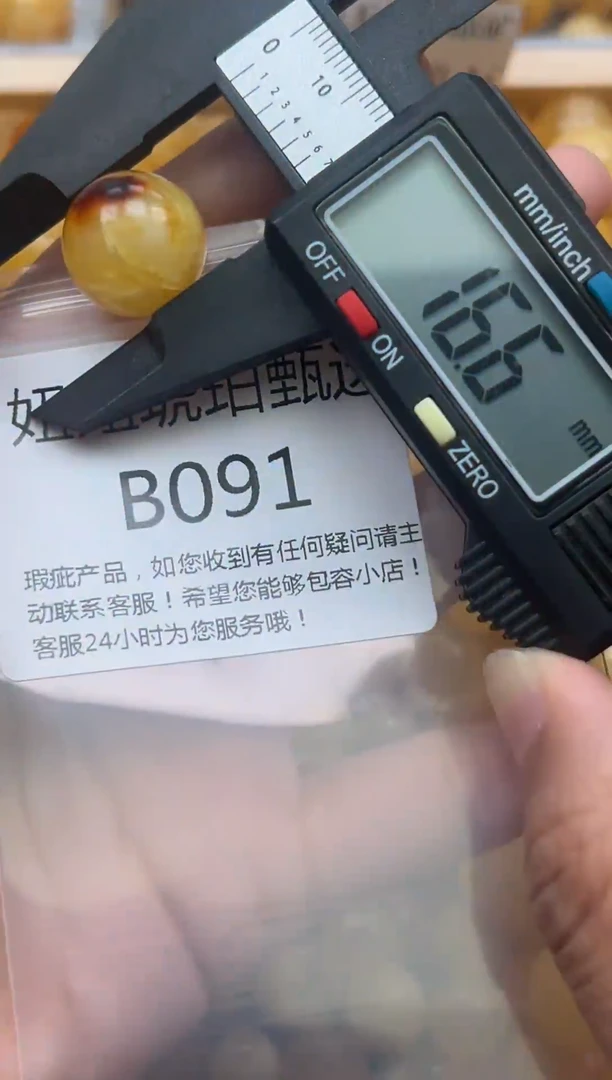 0 10
1 2 3 4 5 6 7
mm/inch
OFF
ON
16.6
mm
ZERO
琥珀甄选
B091
瑕疵产品，如您收到有任何疑问请主
动联系客服！希望您能够包容小店！
客服24小时为您服务哦！